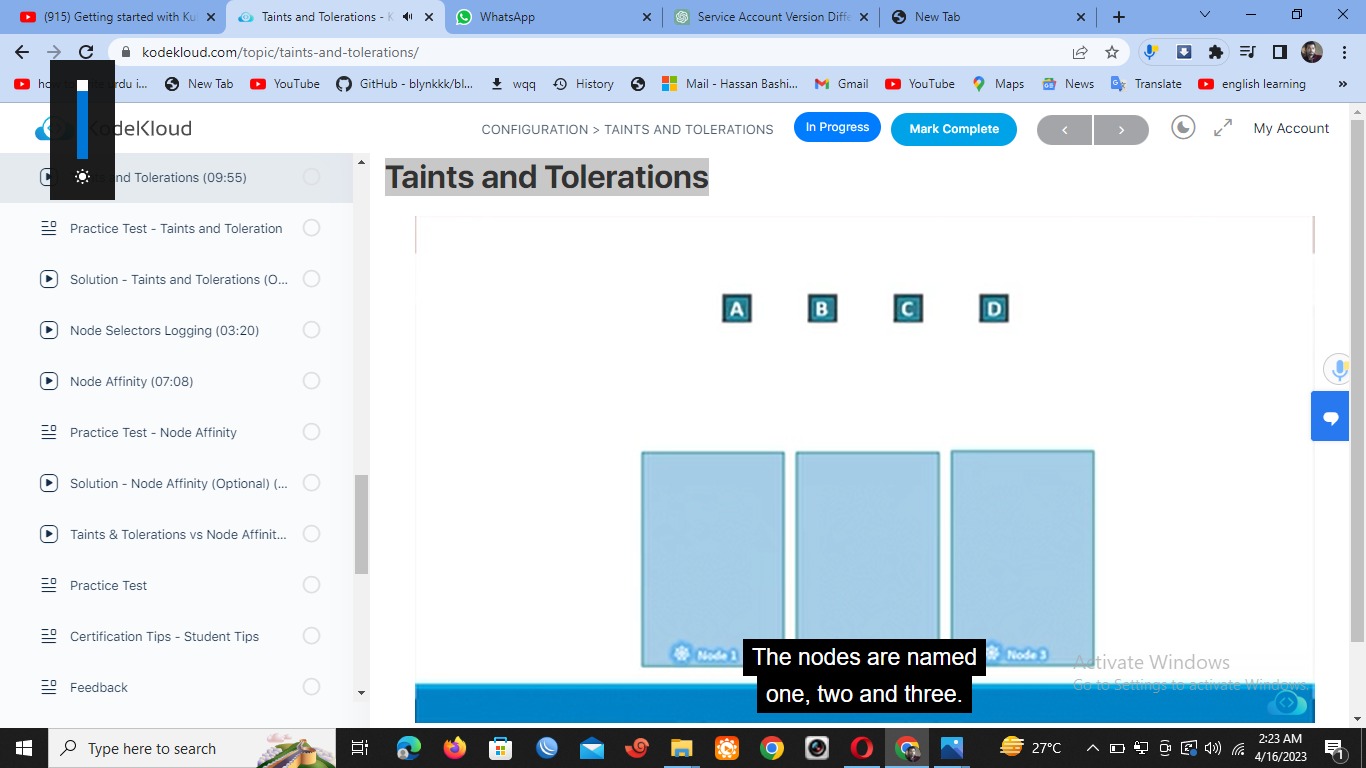 (915) Getting started with Ku
Taints and Tolerations - K
WhatsApp
Service Account Version Diffe
New Tab
kodekloud.com/topic/taints-and-tolerations/
urdu i...
New Tab
YouTube
GitHub - blynkkk/bl...
wqq
History
Mail - Hassan Bashi...
Gmail
YouTube
Maps
News
Translate
english learning
»
KodeKloud
CONFIGURATION > TAINTS AND TOLERATIONS
In Progress
Mark Complete
< >
My Account
and Tolerations (09:55)
Practice Test - Taints and Toleration
Solution - Taints and Tolerations (O...
Node Selectors Logging (03:20)
Node Affinity (07:08)
Practice Test - Node Affinity
Solution - Node Affinity (Optional) (...
Taints & Tolerations vs Node Affinit...
Practice Test
Certification Tips - Student Tips
Feedback
Taints and Tolerations
A B C D
Node 1
Node 3
The nodes are named
one, two and three.
Activate Windows
Go to Settings to activate Windows.
Type here to search
27°C
2:23 AM
4/16/2023
1